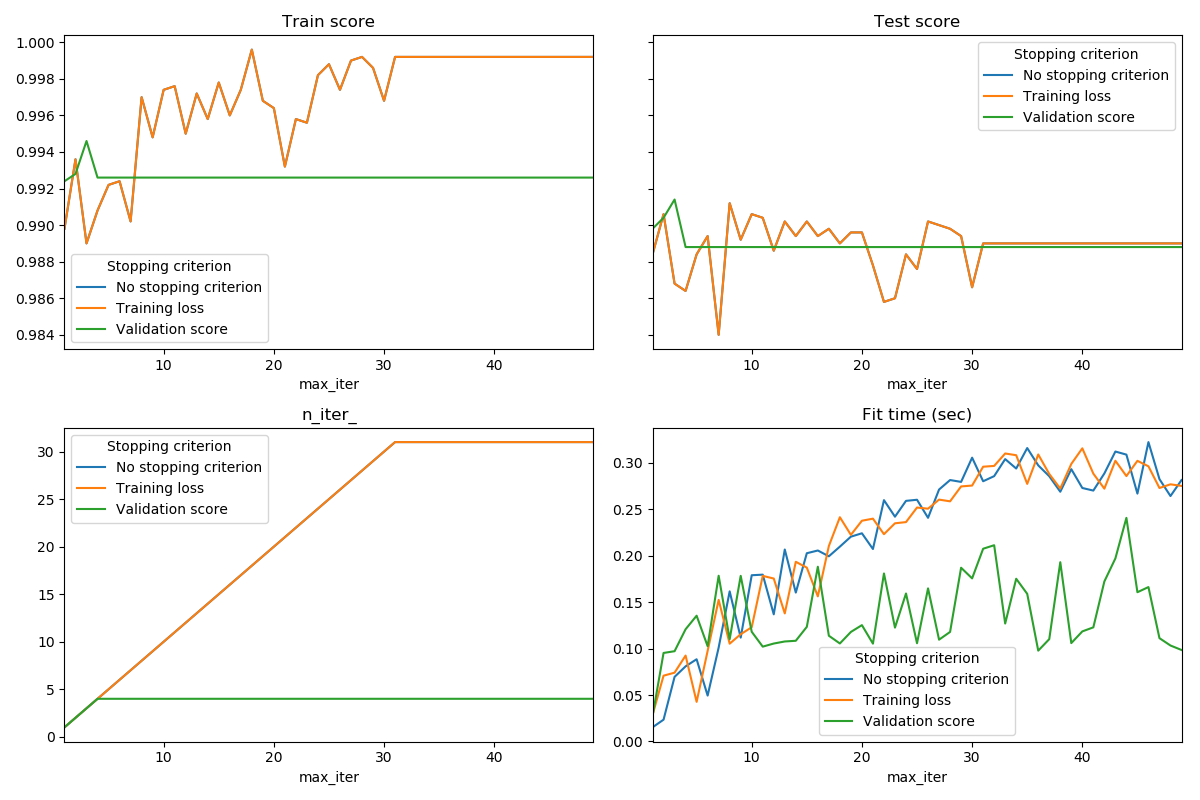 Train score
1.000
0.998
0.996
0.994
0.992
0.990
0.988
0.986
0.984
Stopping criterion
No stopping criterion
Training loss
Validation score
10
20
30
40
max_iter
Test score
Stopping criterion
No stopping criterion
Training loss
Validation score
10
20
30
40
max_iter
n_iter_
30
25
20
15
10
5
0
Stopping criterion
No stopping criterion
Training loss
Validation score
10
20
30
40
max_iter
Fit time (sec)
0.30
0.25
0.20
0.15
0.10
0.05
0.00
Stopping criterion
No stopping criterion
Training loss
Validation score
10
20
30
40
max_iter